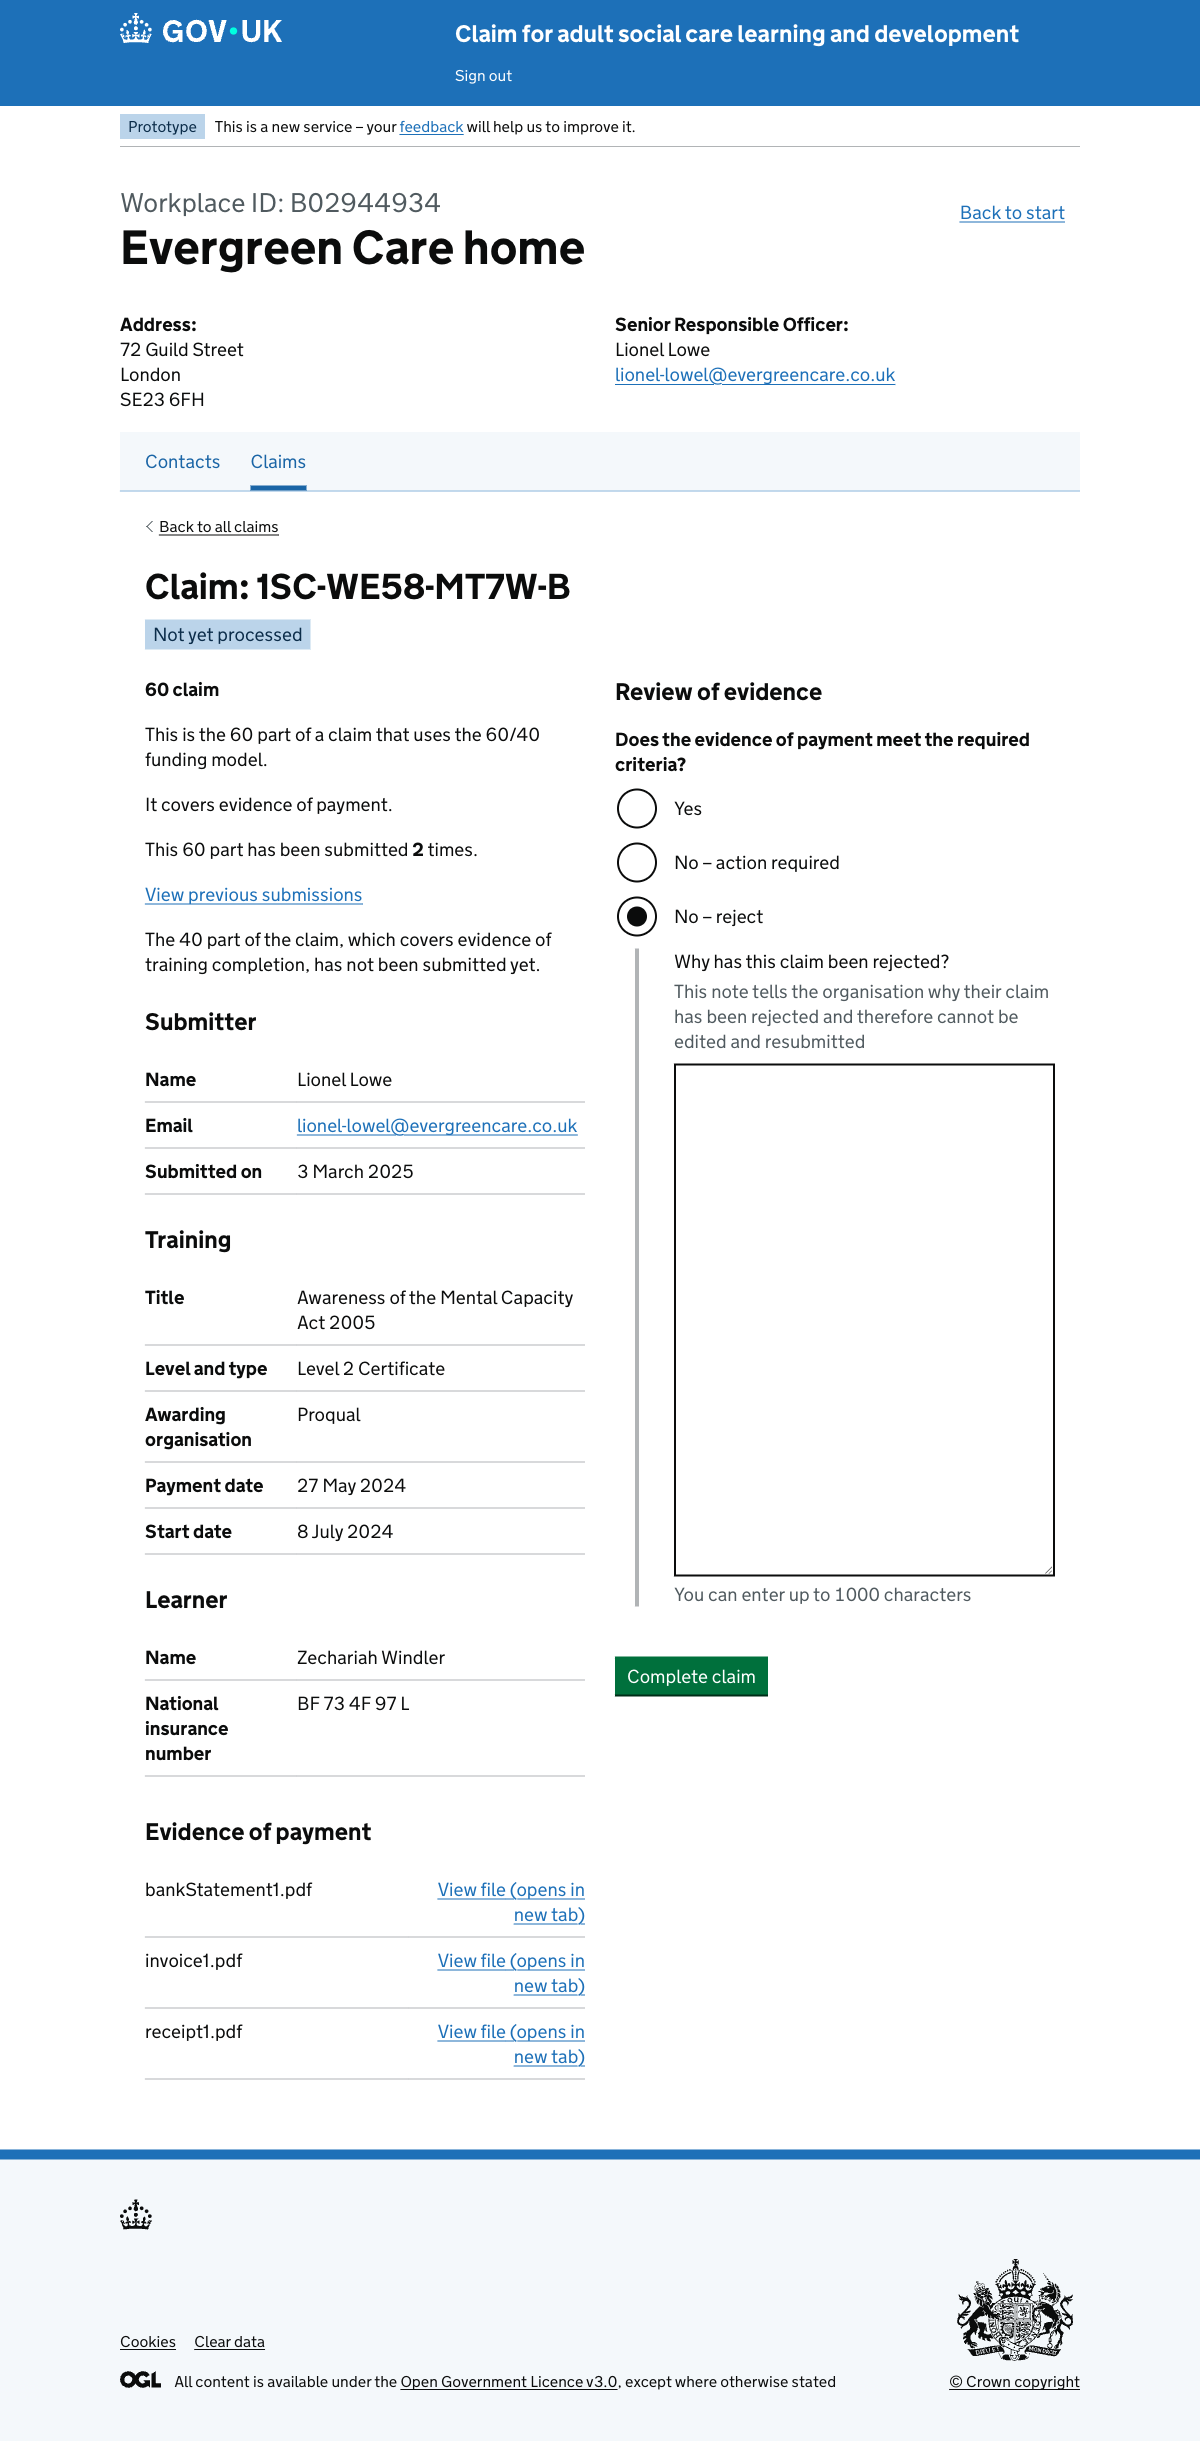 GOV·UK
Claim for adult social care learning and development
Sign out
Prototype This is a new service – your feedback will help us to improve it.
Workplace ID: B02944934
Evergreen Care home
Back to start
Address:
72 Guild Street
London
SE23 6FH
Senior Responsible Officer:
Lionel Lowe
lionel-lowel@evergreencare.co.uk
Contacts Claims
Back to all claims
Claim: 1SC-WE58-MT7W-B
Not yet processed
60 claim
This is the 60 part of a claim that uses the 60/40
funding model.
It covers evidence of payment.
This 60 part has been submitted 2 times.
View previous submissions
The 40 part of the claim, which covers evidence of
training completion, has not been submitted yet.
Submitter
Name Lionel Lowe
Email lionel-lowel@evergreencare.co.uk
Submitted on 3 March 2025
Training
Title Awareness of the Mental Capacity
Act 2005
Level and type Level 2 Certificate
Awarding Proqual
organisation
Payment date 27 May 2024
Start date 8 July 2024
Learner
Name Zechariah Windler
National BF 73 4F 97 L
insurance
number
Evidence of payment
bankStatement1.pdf View file (opens in
new tab)
invoice1.pdf View file (opens in
new tab)
receipt1.pdf View file (opens in
new tab)
Review of evidence
Does the evidence of payment meet the required
criteria?
Yes
No – action required
No – reject
Why has this claim been rejected?
This note tells the organisation why their claim
has been rejected and therefore cannot be
edited and resubmitted
You can enter up to 1000 characters
Complete claim
Cookies Clear data
OGL All content is available under the Open Government Licence v3.0, except where otherwise stated
© Crown copyright